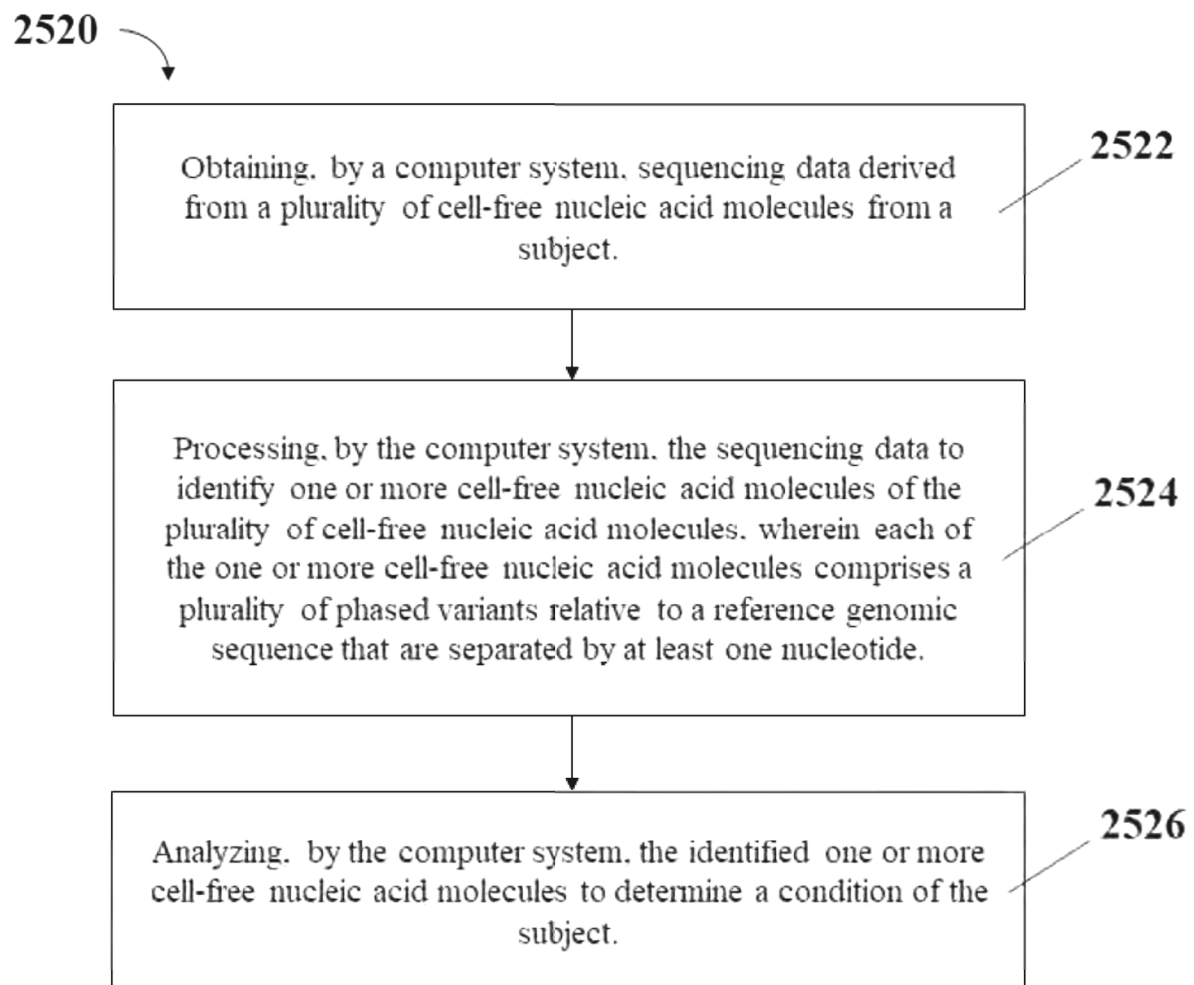 2520
Obtaining, by a computer system, sequencing data derived
from a plurality of cell-free nucleic acid molecules from a
subject.
2522
Processing, by the computer system, the sequencing data to
identify one or more cell-free nucleic acid molecules of the
plurality of cell-free nucleic acid molecules, wherein each of
the one or more cell-free nucleic acid molecules comprises a
plurality of phased variants relative to a reference genomic
sequence that are separated by at least one nucleotide.
2524
Analyzing, by the computer system, the identified one or more
cell-free nucleic acid molecules to determine a condition of the
subject.
2526